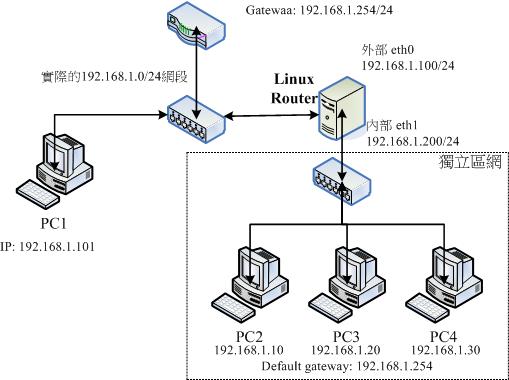 Gatewaa: 192.168.1.254/24
外部 eth0
192.168.1.100/24
實際的192.168.1.0/24網段
Linux
Router
內部 eth1
192.168.1.200/24
獨立區網
PC1
IP: 192.168.1.101
PC2
192.168.1.10
PC3
192.168.1.20
PC4
192.168.1.30
Default gateway: 192.168.1.254